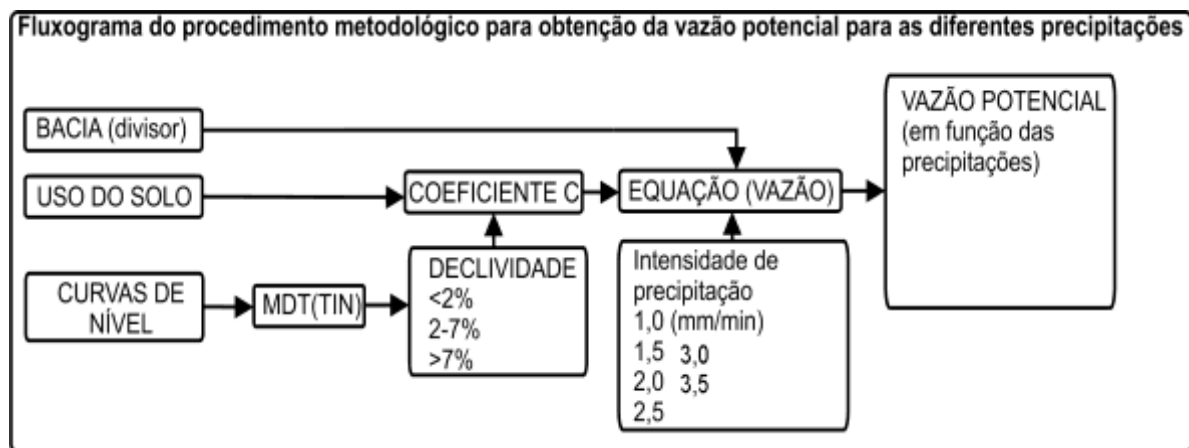 Fluxograma do procedimento metodológico para obtenção da vazão potencial para as diferentes precipitações
BACIA (divisor)
USO DO SOLO
CURVAS DE
NÍVEL
MDT(TIN)
COEFICIENTE C
DECLIVIDADE
<2%
2-7%
>7%
EQUAÇÃO (VAZÃO)
Intensidade de
precipitação
1,0 (mm/min)
1,5 3,0
2,0 3,5
2,5
VAZÃO POTENCIAL
(em função das
precipitações)